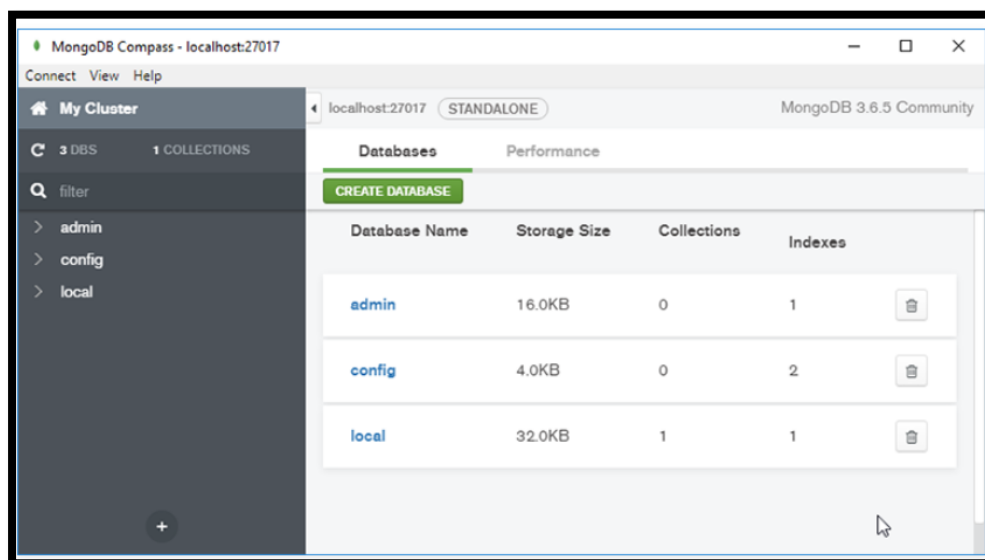 MongoDB Compass - localhost:27017
Connect View Help
My Cluster
localhost:27017 STANDALONE MongoDB 3.6.5 Community
3 DBS 1 COLLECTIONS
Databases Performance
filter
CREATE DATABASE
admin
config
local
Database Name Storage Size Collections Indexes
admin 16.0KB 0 1
config 4.0KB 0 2
local 32.0KB 1 1